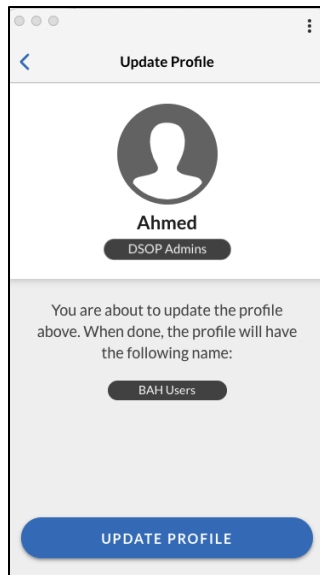 Update Profile
Ahmed
DSOP Admins
You are about to update the profile
above. When done, the profile will have
the following name:
BAH Users
UPDATE PROFILE